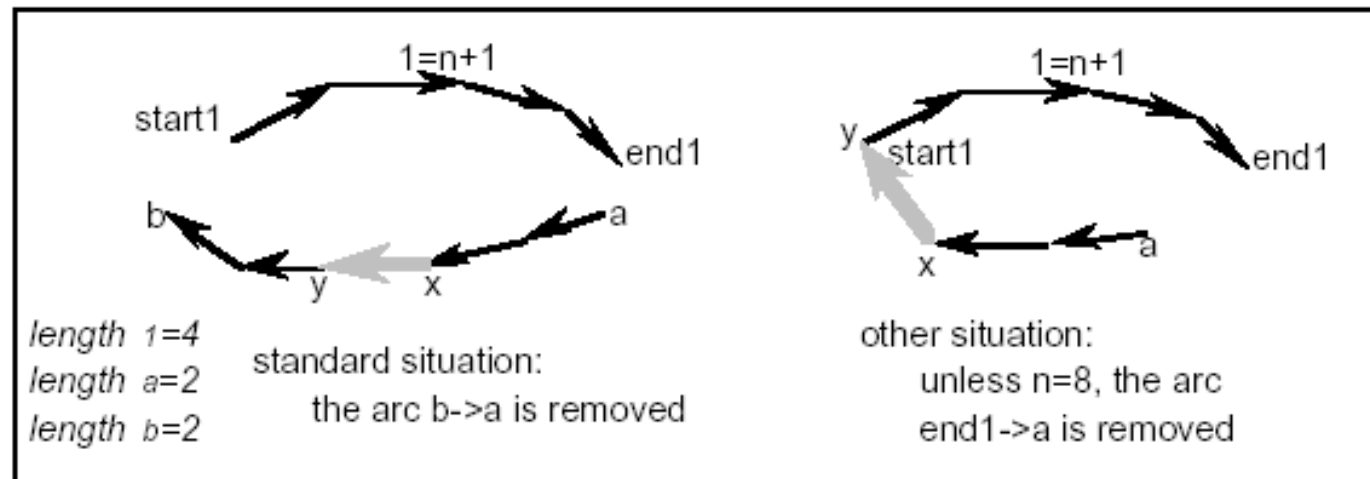 1=n+1
start1
end1
b
a
y
x
length 1=4
length a=2
length b=2
standard situation:
the arc b->a is removed
1=n+1
y
start1
end1
a
x
other situation:
unless n=8, the arc
end1->a is removed